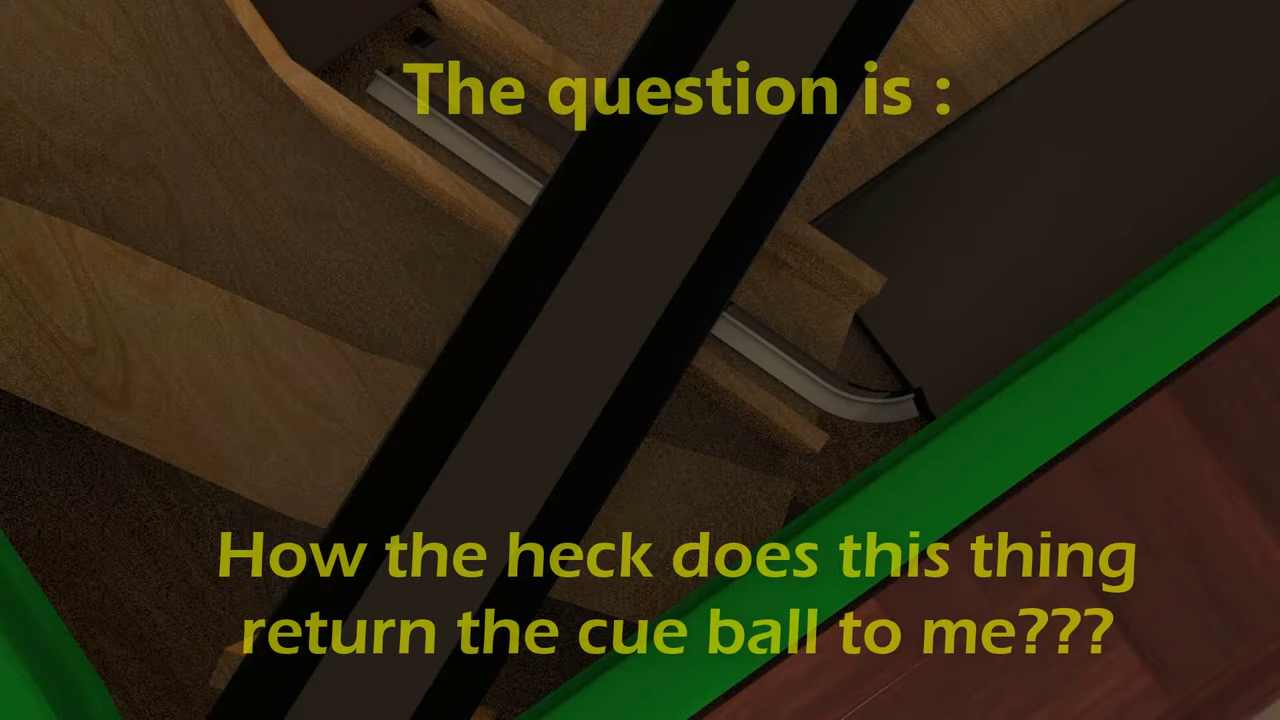 The question is :
How the heck does this thing
return the cue ball to me???